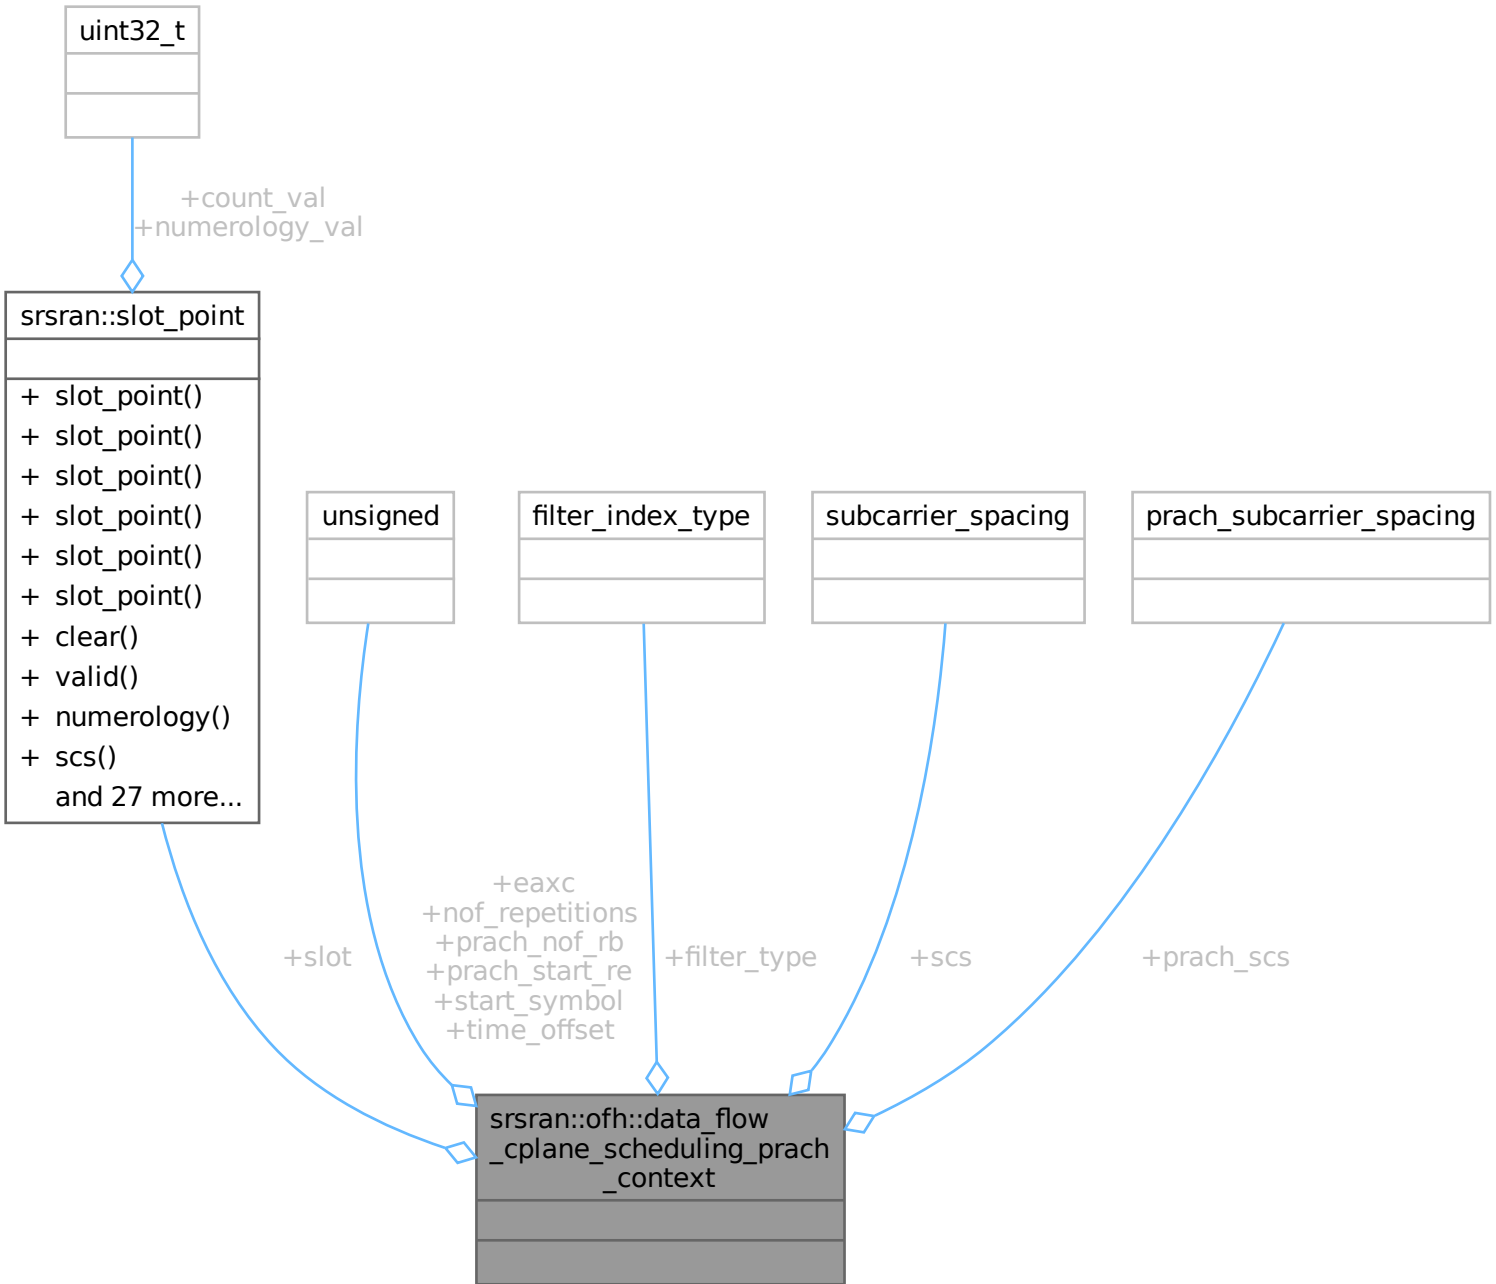 uint32_t
+count_val
+numerology_val
srsran::slot_point
+ slot_point()
+ slot_point()
+ slot_point()
+ slot_point()
+ slot_point()
+ slot_point()
+ clear()
+ valid()
+ numerology()
+ scs()
and 27 more...
unsigned
filter_index_type
subcarrier_spacing
prach_subcarrier_spacing
+slot
+eaxc
+nof_repetitions
+prach_nof_rb
+prach_start_re
+start_symbol
+time_offset
+filter_type
+scs
+prach_scs
srsran::ofh::data_flow
_cplane_scheduling_prach
_context